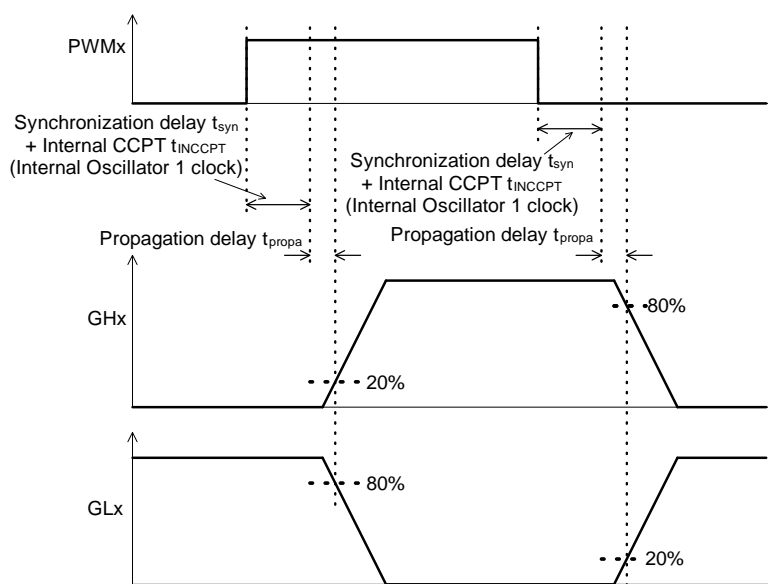 PWMx
Synchronization delay tsyn
+ Internal CCPT tINCCPT
(Internal Oscillator 1 clock)
Synchronization delay tsyn
+ Internal CCPT tINCCPT
(Internal Oscillator 1 clock)
Propagation delay tpropa
Propagation delay tpropa
GHx
80%
20%
80%
GLx
20%